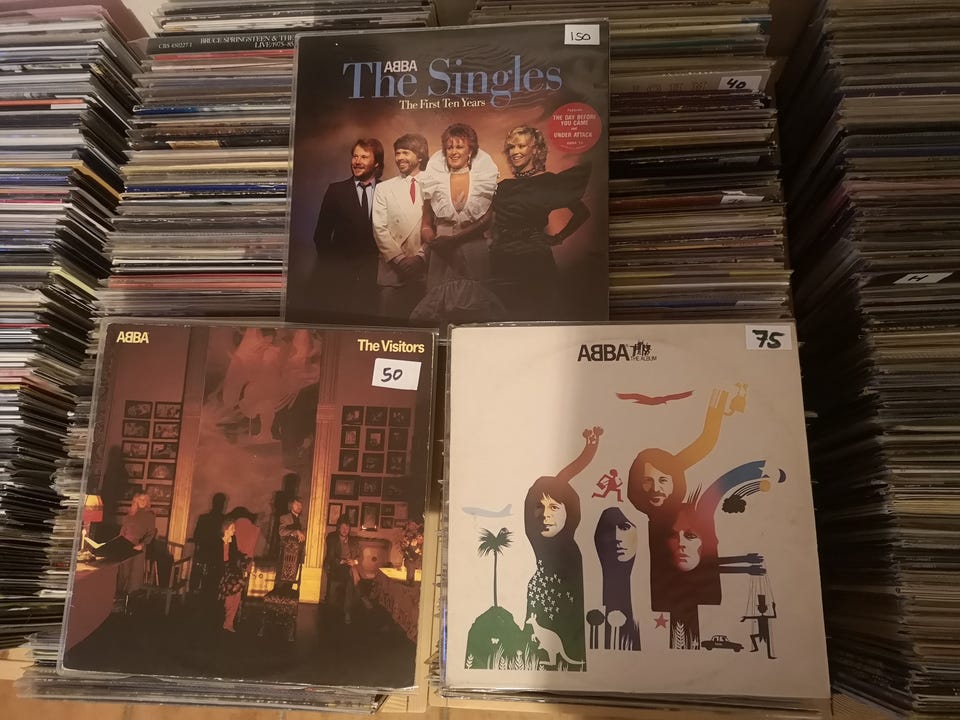 CBS 450227 1
BRUCE SPRINGSTEEN & THE
LIVE/1975-85
150
ABBA
The Singles
The First Ten Years
THE DAY BEFORE
YOU CAME
and
UNDER ATTACK
40
ABBA
The Visitors
50
ABBA
THE ALBUM
75